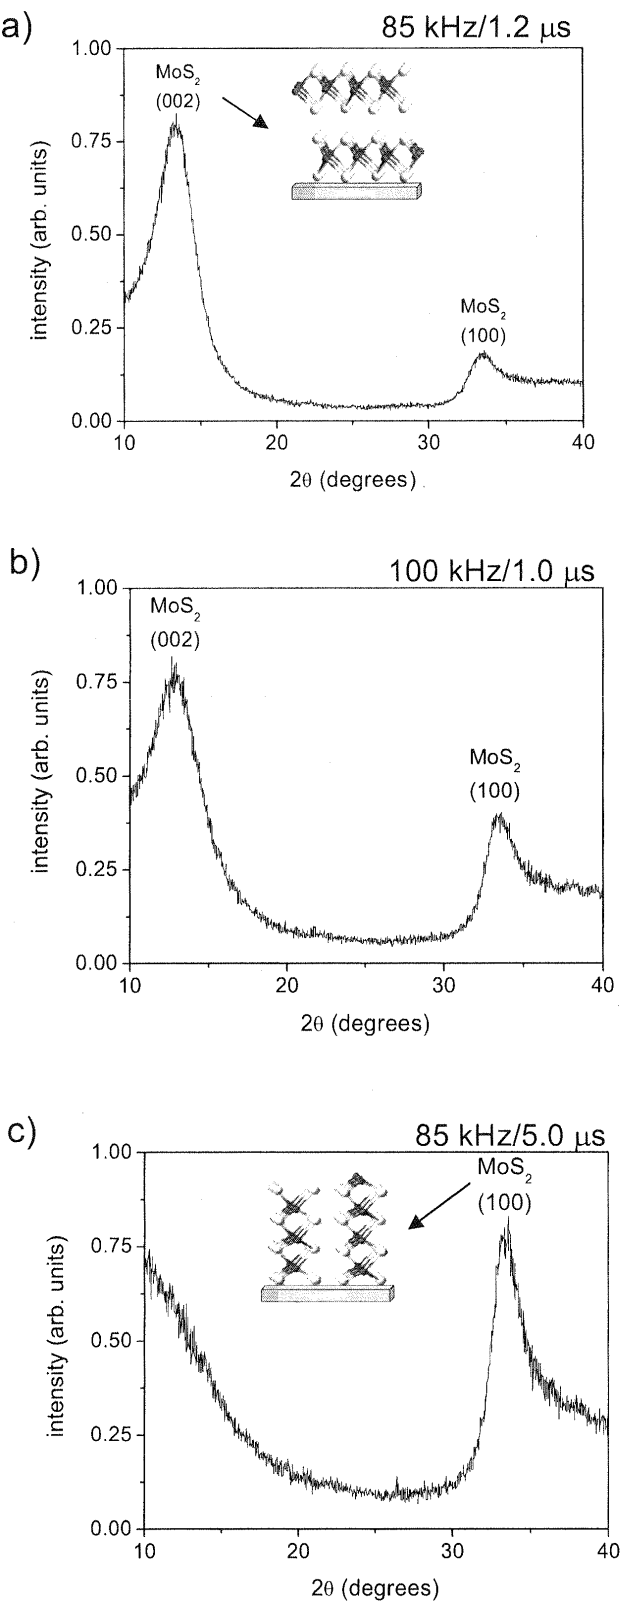 a)
85 kHz/1.2 μs
1.00
MoS2
(002)
0.75
0.50
MoS2
(100)
0.25
0.00
10
20
30
40
intensity (arb. units)
2θ (degrees)
b)
100 kHz/1.0 μs
1.00
MoS2
(002)
0.75
MoS2
(100)
0.50
0.25
0.00
10
20
30
40
intensity (arb. units)
2θ (degrees)
c)
85 kHz/5.0 μs
1.00
MoS2
(100)
0.75
0.50
0.25
0.00
10
20
30
40
intensity (arb. units)
2θ (degrees)